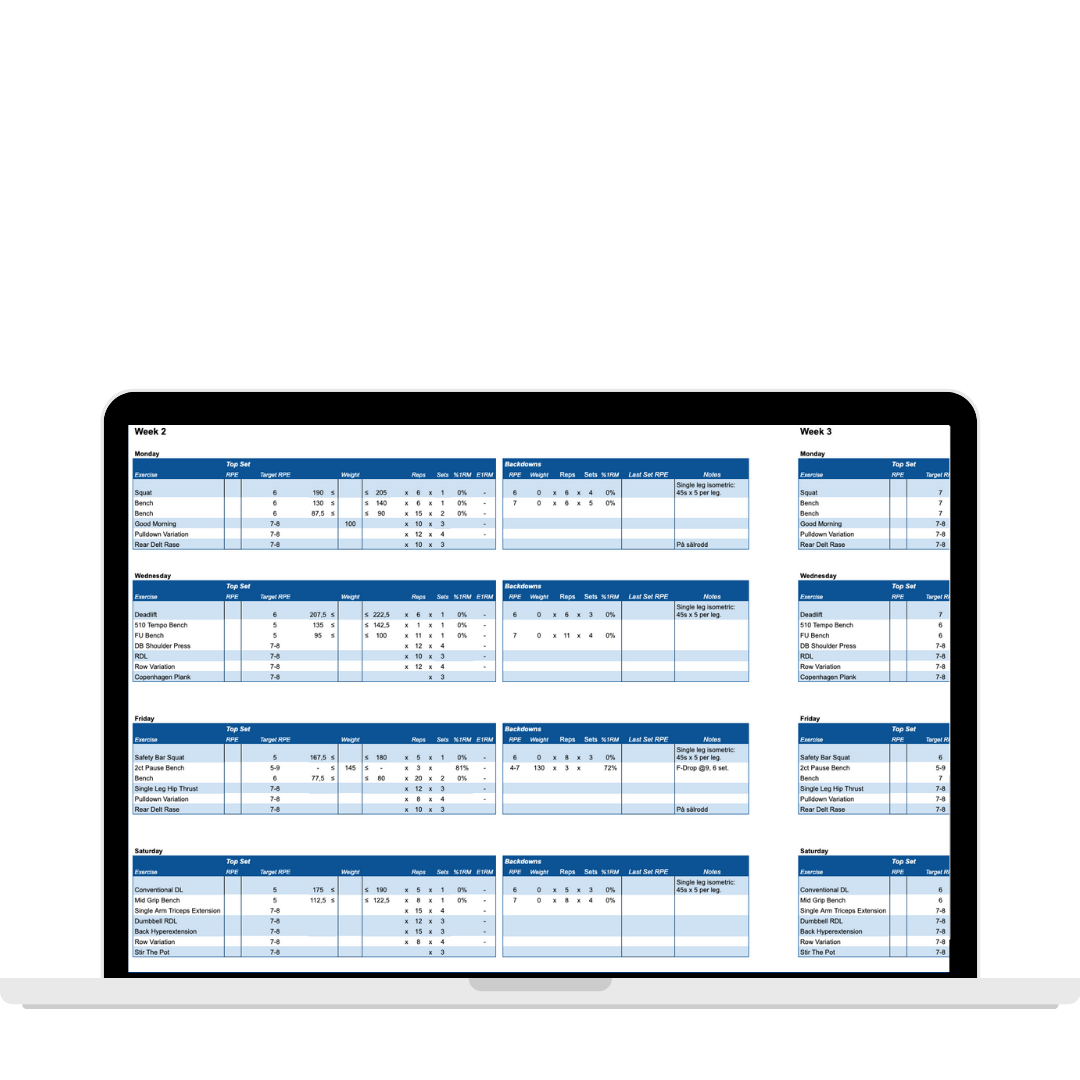 Week 2 Week 3
Monday Monday
Top Set Backdowns Top Set
Exercise RPE Target RPE Weight Reps Sets %1RM E1RM RPE Weight Reps Sets %1RM Last Set RPE Notes Exercise RPE
Single leg isometric:
Squat 6 190 ≤ ≤ 205 x 6 x 1 0% - 6 0 x 6 x 4 0% 45s x 5 per leg. Squat 7
Bench 6 130 ≤ ≤ 140 x 6 x 1 0% - 7 0 x 6 x 5 0% Bench 7
Bench 6 87,5 ≤ ≤ 90 x 15 x 2 0% - Bench 7
Good Morning 7-8 100 x 10 x 3 - Good Morning 7-8
Pulldown Variation 7-8 x 12 x 4 - Pulldown Variation 7-8
Rear Delt Rase 7-8 x 10 x 3 På sälrodd Rear Delt Rase 7-8
Wednesday Wednesday
Top Set Backdowns Top Set
Exercise RPE Target RPE Weight Reps Sets %1RM E1RM RPE Weight Reps Sets %1RM Last Set RPE Notes Exercise RPE
Single leg isometric:
Deadlift 6 207,5 ≤ ≤ 222,5 x 6 x 1 0% - 6 0 x 6 x 3 0% 45s x 5 per leg. Deadlift 7
510 Tempo Bench 5 135 ≤ ≤ 142,5 x 1 x 1 0% - 510 Tempo Bench 6
FU Bench 5 95 ≤ ≤ 100 x 11 x 1 0% - 7 0 x 11 x 4 0% FU Bench 6
DB Shoulder Press 7-8 x 12 x 4 - DB Shoulder Press 7-8
RDL 7-8 x 10 x 3 - RDL 7-8
Row Variation 7-8 x 12 x 4 - Row Variation 7-8
Copenhagen Plank 7-8 x 3 Copenhagen Plank 7-8
Friday Friday
Top Set Backdowns Top Set
Exercise RPE Target RPE Weight Reps Sets %1RM E1RM RPE Weight Reps Sets %1RM Last Set RPE Notes Exercise RPE
Single leg isometric:
Safety Bar Squat 5 167,5 ≤ ≤ 180 x 5 x 1 0% - 6 0 x 8 x 3 0% 45s x 5 per leg. Safety Bar Squat 6
2ct Pause Bench 5-9 - ≤ 145 ≤ - x 3 x 81% - 4-7 130 x 3 x 72% F-Drop @9, 6 set. 2ct Pause Bench 5-9
Bench 6 77,5 ≤ ≤ 80 x 20 x 2 0% - Bench 7
Single Leg Hip Thrust 7-8 x 12 x 3 - Single Leg Hip Thrust 7-8
Pulldown Variation 7-8 x 8 x 4 - Pulldown Variation 7-8
Rear Delt Rase 7-8 x 10 x 3 På sälrodd Rear Delt Rase 7-8
Saturday Saturday
Top Set Backdowns Top Set
Exercise RPE Target RPE Weight Reps Sets %1RM E1RM RPE Weight Reps Sets %1RM Last Set RPE Notes Exercise RPE
Single leg isometric:
Conventional DL 5 175 ≤ ≤ 190 x 5 x 1 0% - 6 0 x 5 x 3 0% 45s x 5 per leg. Conventional DL 6
Mid Grip Bench 5 112,5 ≤ ≤ 122,5 x 8 x 1 0% - 7 0 x 8 x 4 0% Mid Grip Bench 6
Single Arm Triceps Extension 7-8 x 15 x 4 - Single Arm Triceps Extension 7-8
Dumbbell RDL 7-8 x 12 x 3 - Dumbbell RDL 7-8
Back Hyperextension 7-8 x 15 x 3 - Back Hyperextension 7-8
Row Variation 7-8 x 8 x 4 - Row Variation 7-8
Stir The Pot 7-8 x 3 Stir The Pot 7-8